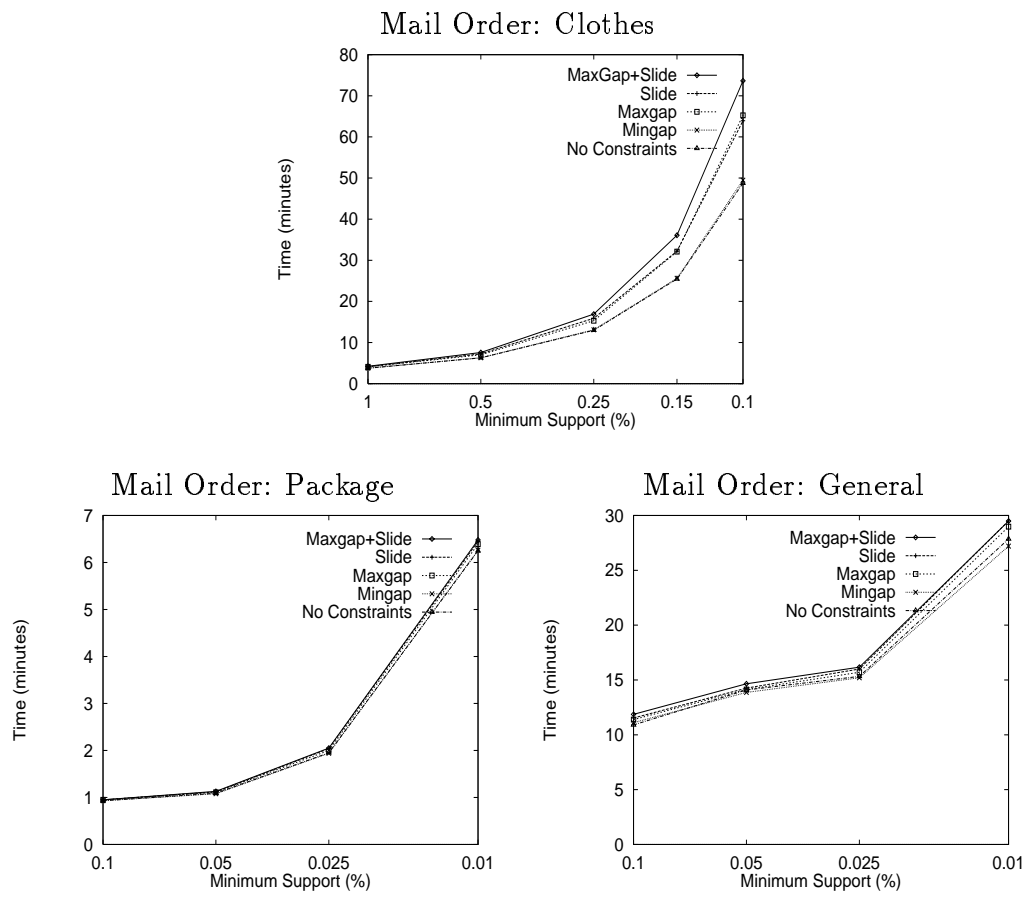 Mail Order: Clothes
80
70
60
50
40
30
20
10
0
Time (minutes)
MaxGap+Slide
Slide
Maxgap
Mingap
No Constraints
1 0.5 0.25 0.15 0.1
Minimum Support (%)
Mail Order: Package
7
6
5
4
3
2
1
0
Time (minutes)
Maxgap+Slide
Slide
Maxgap
Mingap
No Constraints
0.1 0.05 0.025 0.01
Minimum Support (%)
Mail Order: General
30
25
20
15
10
5
0
Time (minutes)
Maxgap+Slide
Slide
Maxgap
Mingap
No Constraints
0.1 0.05 0.025 0.01
Minimum Support (%)